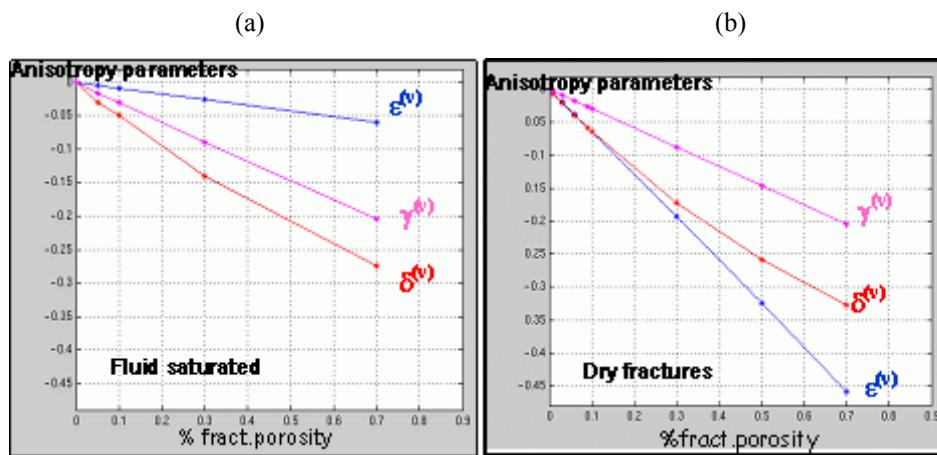 (a) (b)
Anisotropy parameters
-0.05
-0.1
-0.15
-0.2
-0.25
-0.3
-0.35
-0.4
-0.45
ε(v)
γ(v)
δ(v)
Fluid saturated
0 0.1 0.2 0.3 0.4 0.5 0.6 0.7 0.8 0.9
% fract.porosity
Anisotropy parameters
0.05
-0.1
0.15
-0.2
0.25
-0.3
0.35
-0.4
0.45
γ(v)
δ(v)
ε(v)
Dry fractures
0 0.1 0.2 0.3 0.4 0.5 0.6 0.7 0.8 0.9
%fract.porosity